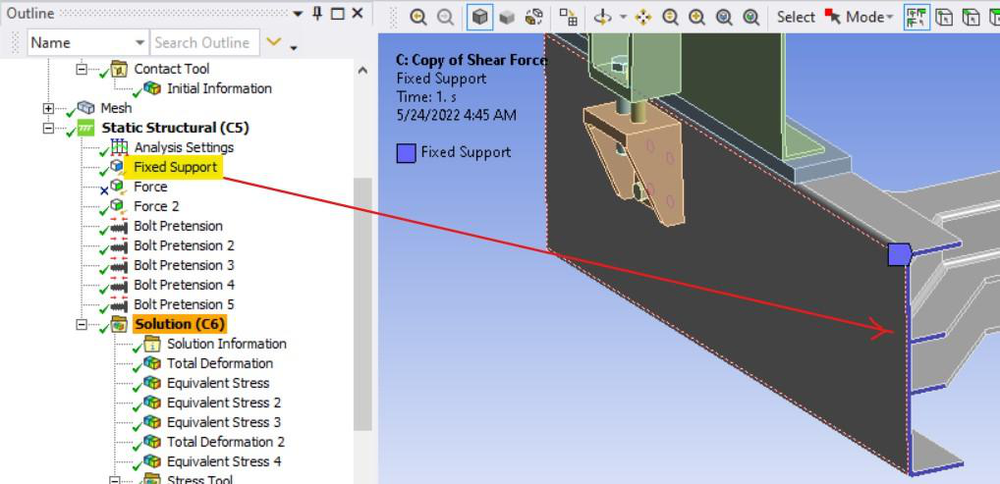 Outline
Name
Search Outline
Select
Mode
Contact Tool
Initial Information
Mesh
Static Structural (C5)
Analysis Settings
Fixed Support
Force
Force 2
Bolt Pretension
Bolt Pretension 2
Bolt Pretension 3
Bolt Pretension 4
Bolt Pretension 5
Solution (C6)
Solution Information
Total Deformation
Equivalent Stress
Equivalent Stress 2
Equivalent Stress 3
Total Deformation 2
Equivalent Stress 4
Stress Tool
C: Copy of Shear Force
Fixed Support
Time: 1. s
5/24/2022 4:45 AM
Fixed Support